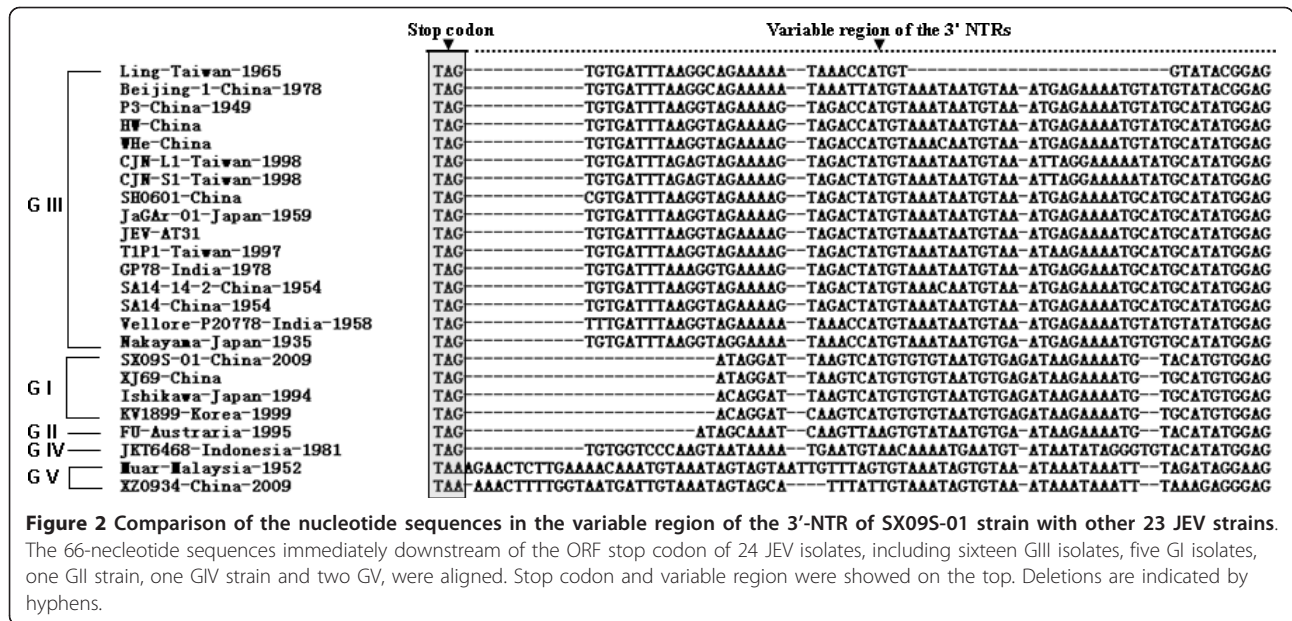 Stop codon Variable region of the 3' NTRs
G III
Ling-Taiwan-1965 TAG------------TGTGATTTAAGGCAGAAAAA--TAAACCATGT--------------------------GTATACGGAG
Beijing-1-China-1978 TAG------------TGTGATTTAAGGCAGAAAAA--TAAATTATGTAAATAATGTAA-ATGAGAAAATGTATGTATACGGAG
P3-China-1949 TAG------------TGTGATTTAAGGTAGAAAAG--TAGACCATGTAAATAATGTAA-ATGAGAAAATGTATGCATATGGAG
HW-China TAG------------TGTGATTTAAGGTAGAAAAG--TAGACCATGTAAATAATGTAA-ATGAGAAAATGTATGCATATGGAG
WHe-China TAG------------TGTGATTTAAGGTAGAAAAG--TAGACCATGTAAACAATGTAA-ATGAGAAAATGCATGCATATGGAG
CJN-L1-Taiwan-1998 TAG------------TGTGATTTAGAGTAGAAAAG--TAGACTATGTAAATAATGTAA-ATTAGGAAAAATATGCATATGGAG
CJN-S1-Taiwan-1998 TAG------------TGTGATTTAGAGTAGAAAAG--TAGACTATGTAAATAATGTAA-ATTAGGAAAAATATGCATATGGAG
SH0601-China TAG------------CGTGATTTAAGGTAGAAAAG--TAGACTATGTAAATAATGTAA-ATGAGAAAATGCATGCATATGGAG
JaGAr-01-Japan-1959 TAG------------TGTGATTTAAGGTAGAAAAG--TAGACTATGTAAATAATGTAA-ATGAGAAAATGCATGCATATGGAG
JEV-AT31 TAG------------TGTGATTTAAGGTAGAAAAG--TAGACTATGTAAATAATGTAA-ATGAGAAAATGCATGCATATGGAG
T1P1-Taiwan-1997 TAG------------TGTGATTTAAGGTAGAAAAG--TAGACTATGTAAATAATGTAA-ATAAGAAAATGCATGCATATGGAG
GP78-India-1978 TAG------------TGTGATTTAAAGGTGAAAAG--TAGACTATGTAAATAATGTAA-ATGAGGAAATGCATGCATATGGAG
SA14-14-2-China-1954 TAG------------TGTGATTTAAGGTAGAAAAG--TAGACTATGTAAACAATGTAA-ATGAGAAAATGCATGCATATGGAG
SA14-China-1954 TAG------------TGTGATTTAAGGTAGAAAAG--TAGACTATGTAAATAATGTAA-ATGAGAAAATGCATGCATATGGAG
Vellore-P20778-India-1958 TAG------------TTTGATTTAAGGTAGAAAAA--TAAACCATGTAAATAATGTAA-ATGAGAAAATGTATGTATATGGAG
Nakayama-Japan-1935 TAG------------TGTGATTTAAGGTAGGAAAA--TAAACCATGTAAATAATGTGA-ATGAGAAAATGTGTGCATATGGAG
G I
SX09S-01-China-2009 TAG--------------------------ATAGGAT--TAAGTCATGTGTGTAATGTGAGATAAGAAAATG--TACATGTGGAG
XJ69-China TAG--------------------------ATAGGAT--TAAGTCATGTGTGTAATGTGAGATAAGAAAATG--TGCATGTGGAG
Ishikawa-Japan-1994 TAG--------------------------ACAGGAT--TAAGTCATGTGTGTAATGTGAGATAAGAAAATG--TGCATGTGGAG
KV1899-Korea-1999 TAG--------------------------ACAGGAT--CAAGTCATGTGTGTAATGTGAGATAAGAAAATG--TGCATGTGGAG
G II
FU-Austraria-1995 TAG------------------------ATAGCAAAT--CAAGTTAAGTGTATAATGTGA-ATAAGAAAATG--TACATATGGAG
G IV
JKT6468-Indonesia-1981 TAG------------TGTGGTCCCAAGTAATAAAA--TGAATGTAACAAAATGAATGT-ATAATATAGGGTGTACATATGGAG
G V
Muar-Malaysia-1952 TAAAGAACTCTTGAAAACAAATGTAAATAGTAGTAATTGTTTAGTGTAAATAGTGTAA-ATAAATAAATT--TAGATAGGAAG
XZ0934-China-2009 TAA-AAACTTTTGGTAATGATTGTAAATAGTAGCA----TTTATTGTAAATAGTGTAA-ATAAATAAATT--TAAAGAGGGAG
Figure 2 Comparison of the nucleotide sequences in the variable region of the 3'-NTR of SX09S-01 strain with other 23 JEV strains.
The 66-necleotide sequences immediately downstream of the ORF stop codon of 24 JEV isolates, including sixteen GIII isolates, five GI isolates,
one GII strain, one GIV strain and two GV, were aligned. Stop codon and variable region were showed on the top. Deletions are indicated by
hyphens.